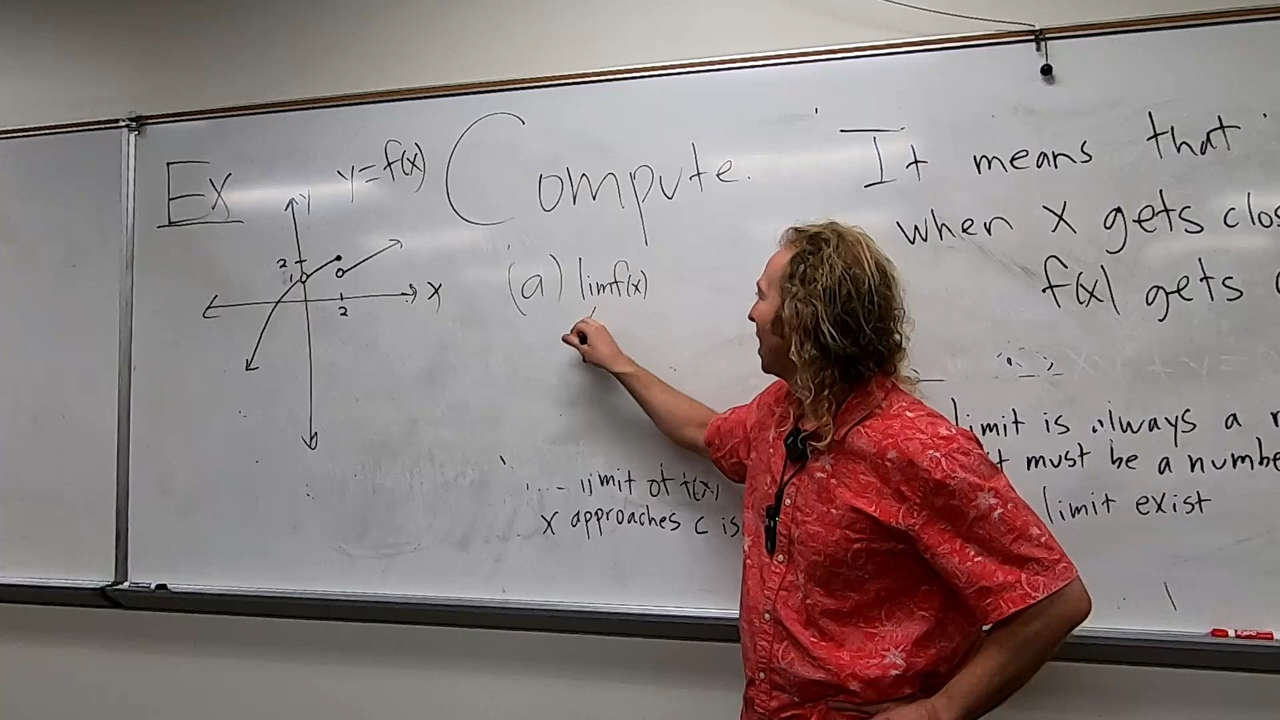 Ex y=f(x) Compute.
y
2
1
x
2
(a) limf(x)
It means that
when x gets clos
f(x) gets
limit is always a
t must be a numbe
limit exist
limit of f(x)
x approaches c is